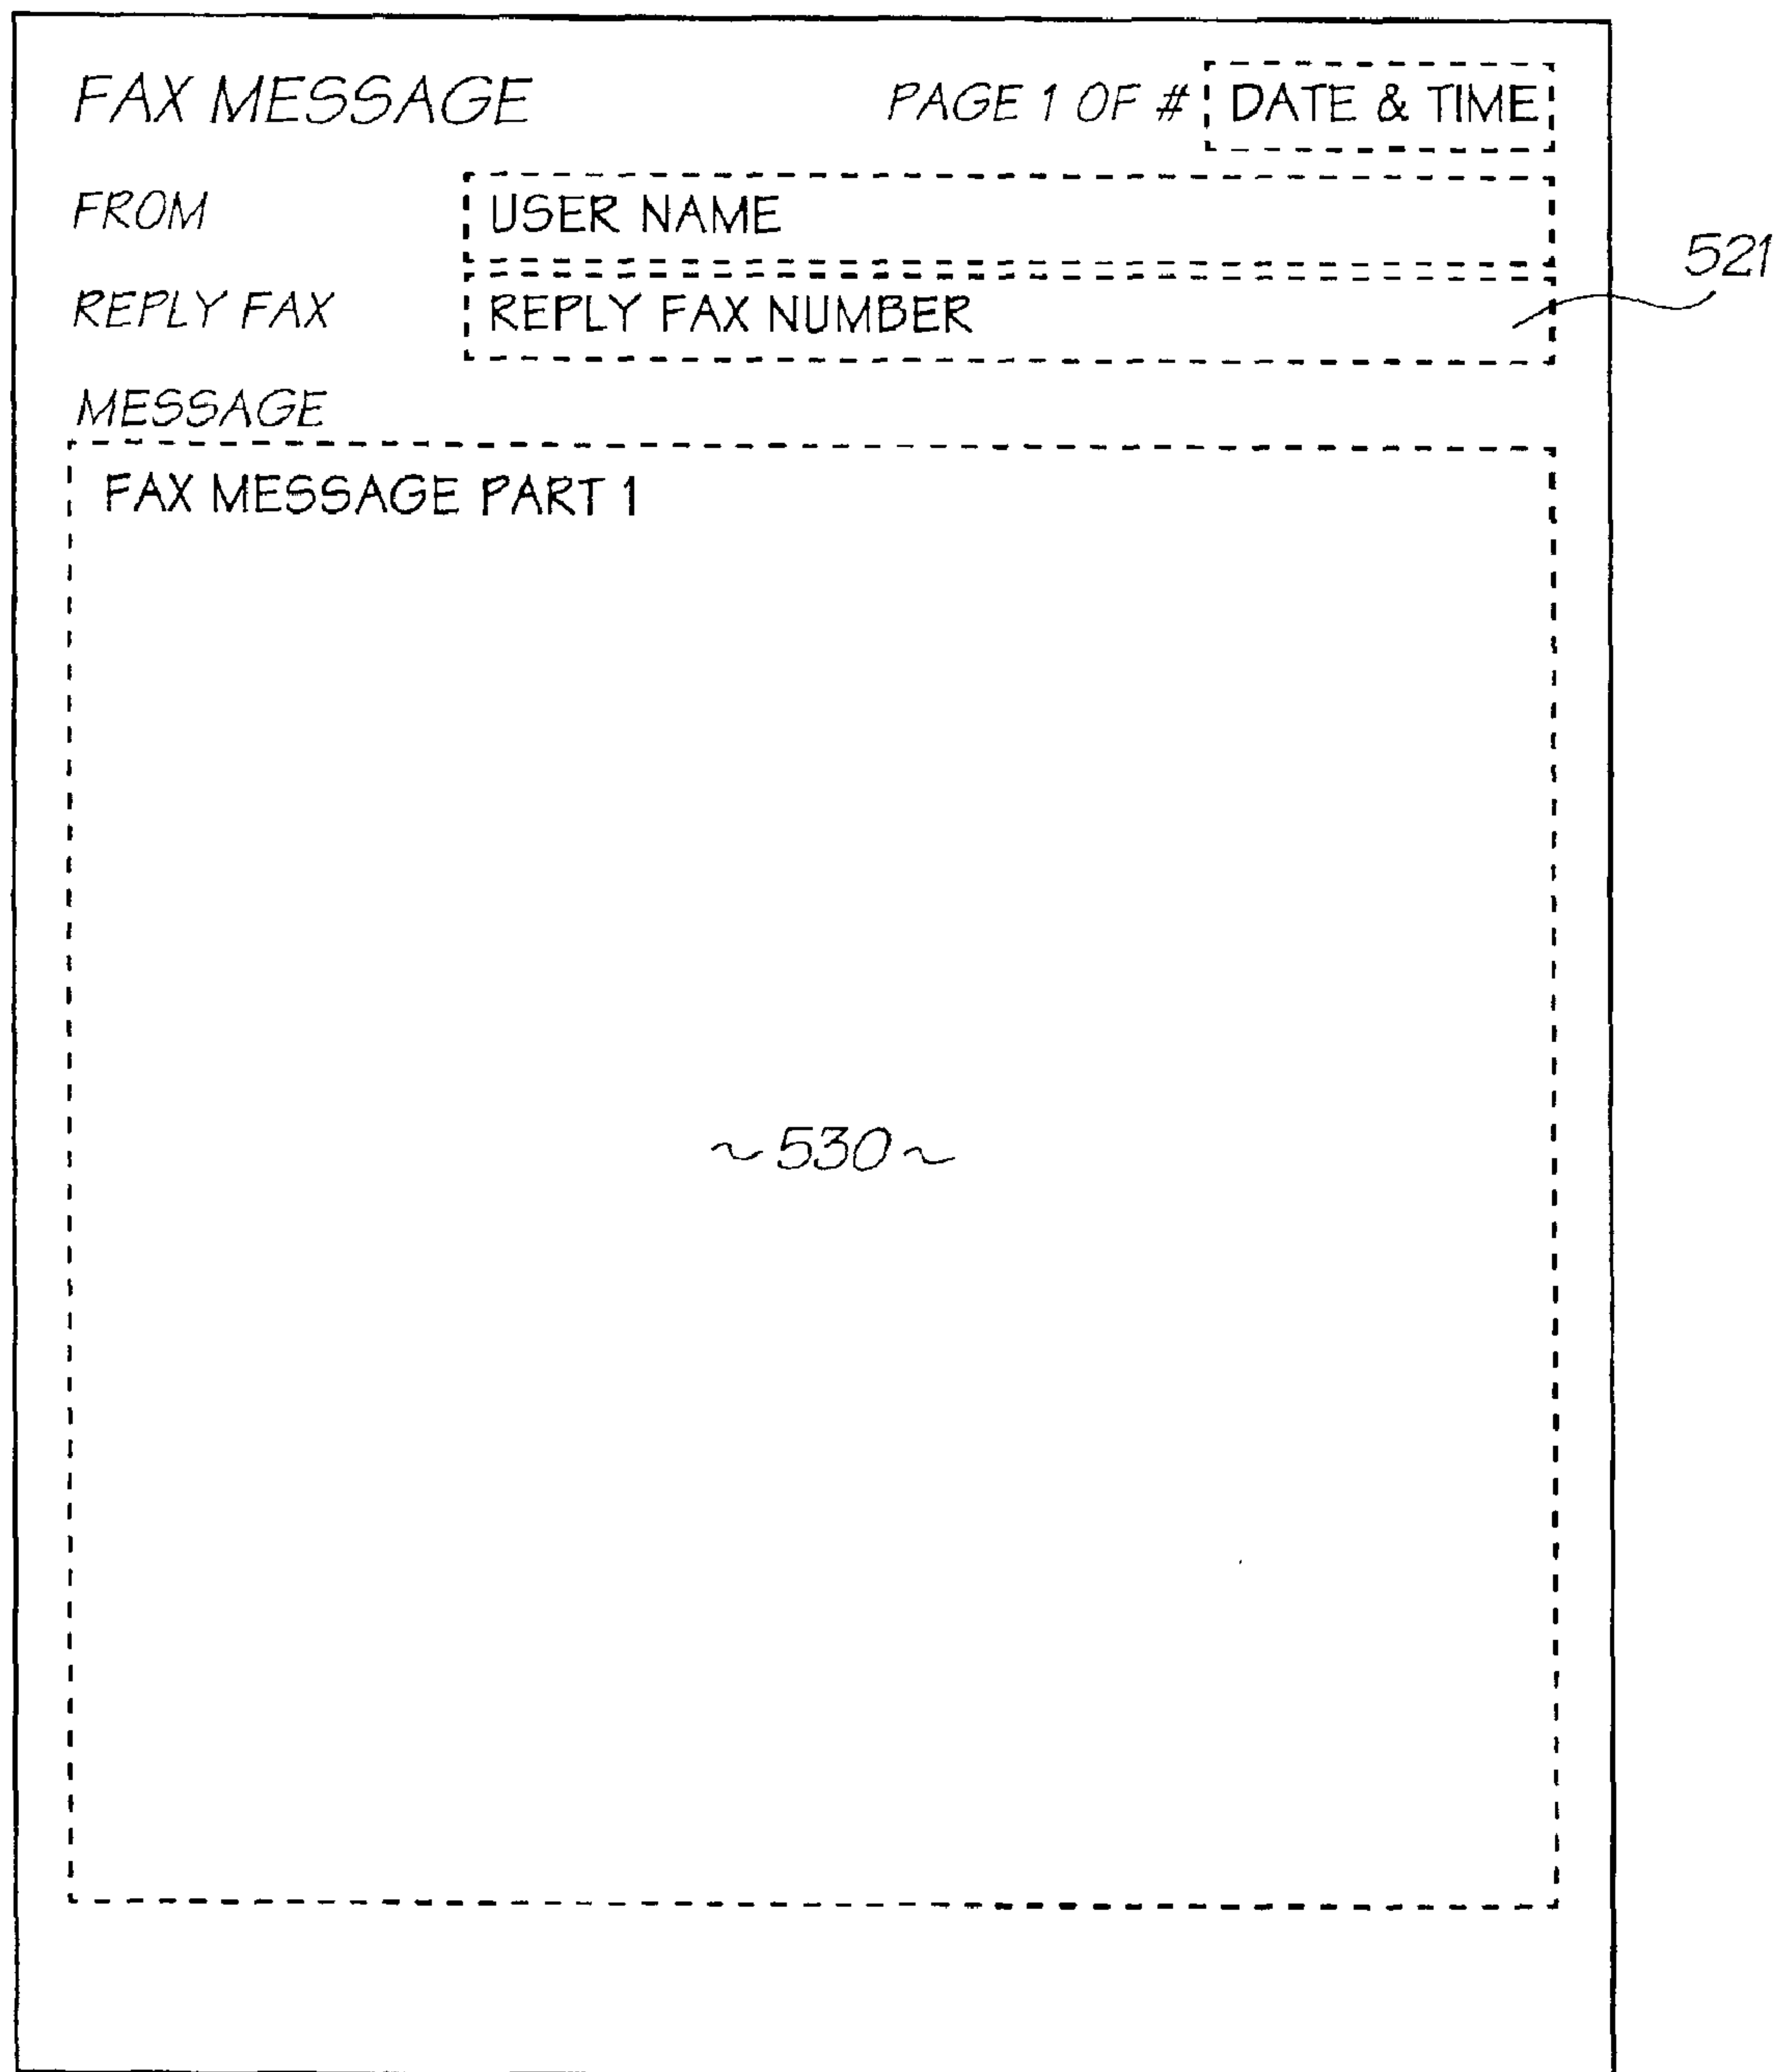 FAX MESSAGE PAGE 1 OF # DATE & TIME
FROM USER NAME
521
REPLY FAX REPLY FAX NUMBER
MESSAGE
FAX MESSAGE PART 1
~530~